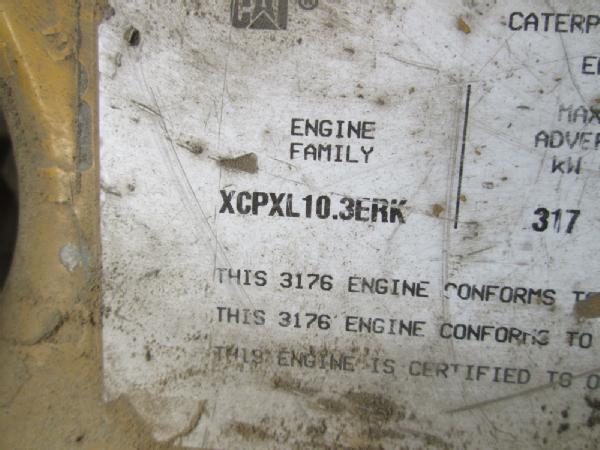 CAT ®
CATERP
E
ENGINE
FAMILY
MAX
ADVER
kW
XCPXL10.3ERK
317
THIS 3176 ENGINE CONFORMS T
THIS 3176 ENGINE CONFORMS TO
THIS ENGINE IS CERTIFIED TO O